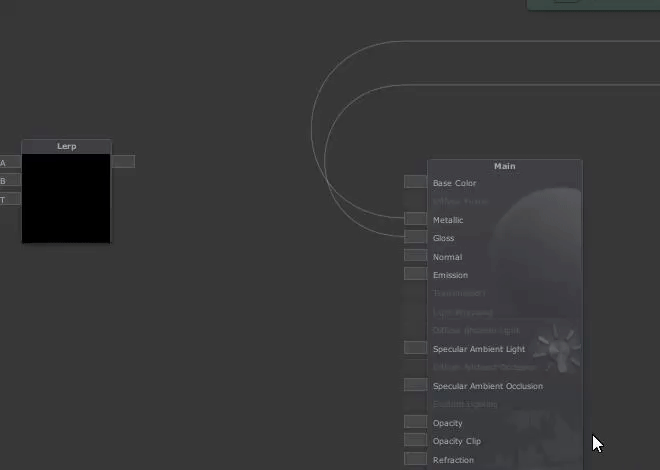 Lerp
A
B
T
Main
Base Color
Diffuse Power
Metallic
Gloss
Normal
Emission
Transmission
Light Wrapping
Diffuse Ambient Light
Specular Ambient Light
Diffuse Ambient Occlusion
Specular Ambient Occlusion
Custom Lighting
Opacity
Opacity Clip
Refraction